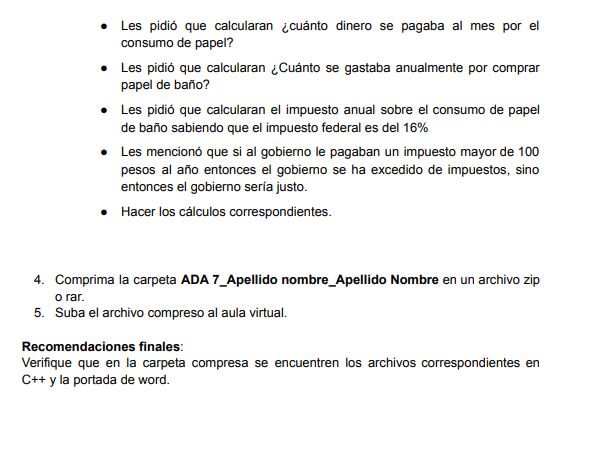 ● Les pidió que calcularan ¿cuánto dinero se pagaba al mes por el
consumo de papel?
● Les pidió que calcularan ¿Cuánto se gastaba anualmente por comprar
papel de baño?
● Les pidió que calcularan el impuesto anual sobre el consumo de papel
de baño sabiendo que el impuesto federal es del 16%
● Les mencionó que si al gobierno le pagaban un impuesto mayor de 100
pesos al año entonces el gobierno se ha excedido de impuestos, sino
entonces el gobierno sería justo.
● Hacer los cálculos correspondientes.
4. Comprima la carpeta ADA 7_Apellido nombre_Apellido Nombre en un archivo zip
o rar.
5. Suba el archivo compreso al aula virtual.
Recomendaciones finales:
Verifique que en la carpeta compresa se encuentren los archivos correspondientes en
C++ y la portada de word.